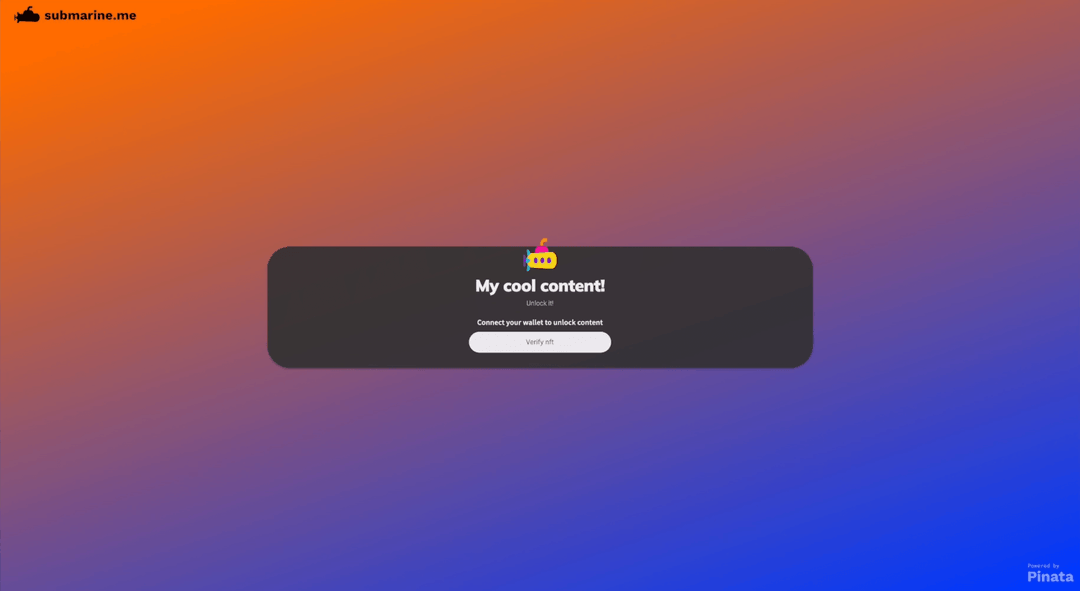 submarine.me
My cool content!
Unlock it!
Connect your wallet to unlock content
Verify nft
Powered by
Pinata